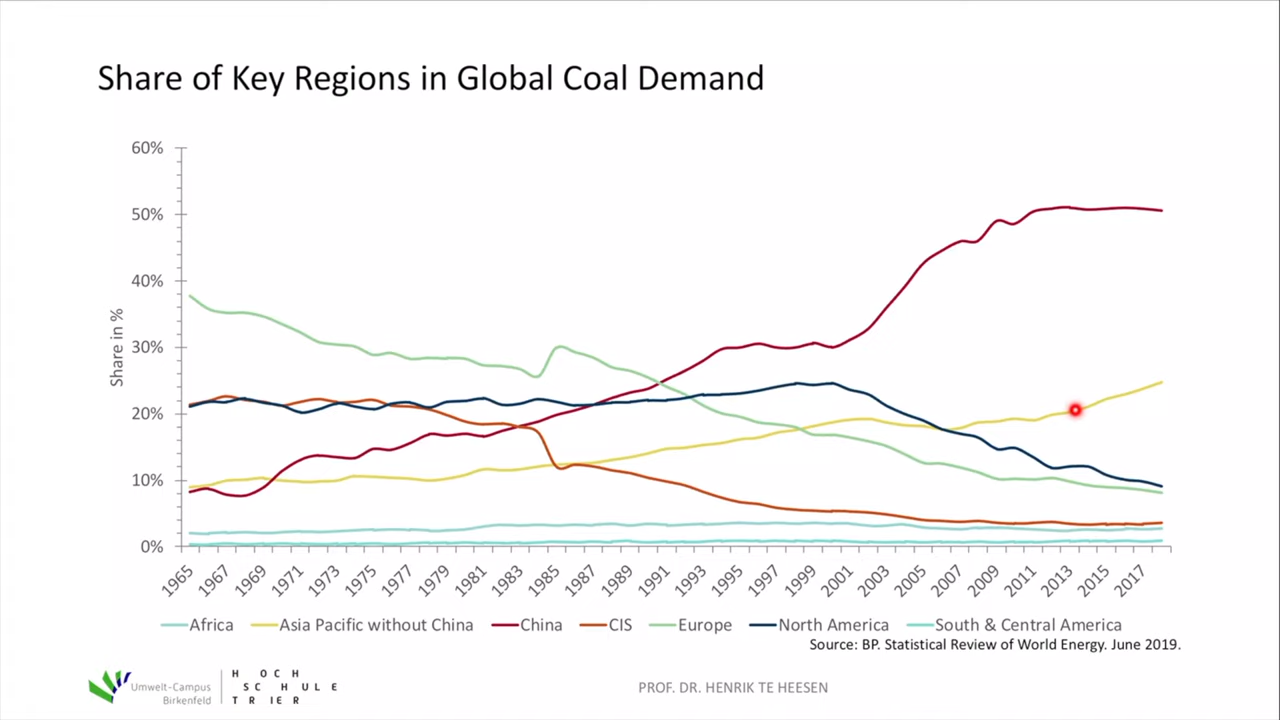 Share of Key Regions in Global Coal Demand
60%
50%
40%
30%
20%
10%
0%
Share in %
1965 1967 1969 1971 1973 1975 1977 1979 1981 1983 1985 1987 1989 1991 1993 1995 1997 1999 2001 2003 2005 2007 2009 2011 2013 2015 2017
Africa Asia Pacific without China China CIS Europe North America South & Central America
Source: BP. Statistical Review of World Energy. June 2019.
Umwelt-Campus
Birkenfeld
H O C H
S C H U L E
T R I E R
PROF. DR. HENRIK TE HEESEN